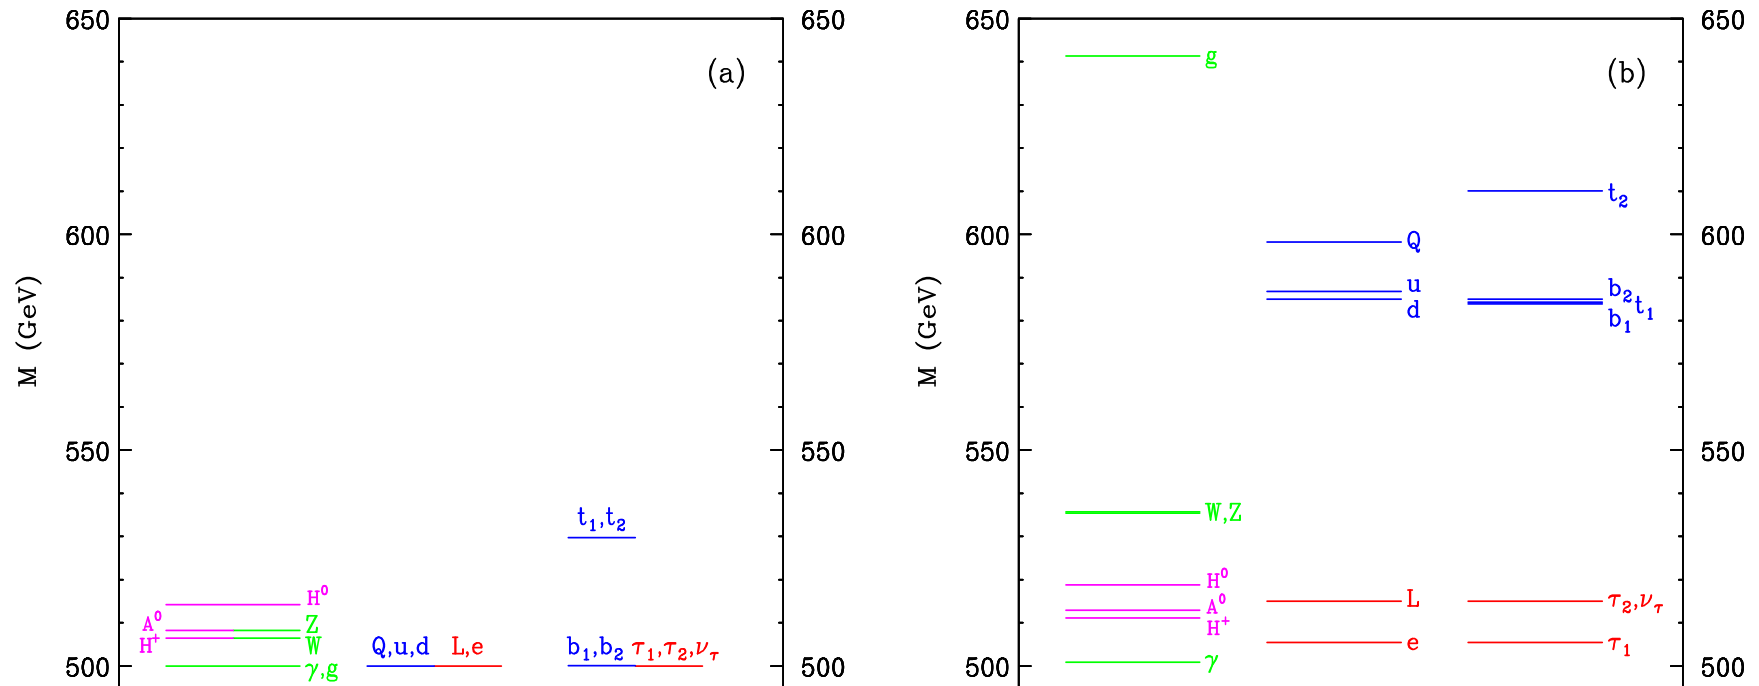 650
650
(a)
600
600
M (GeV)
550
550
t₁,t₂
H⁰
A⁰
Z
H⁺
W
Q,u,d
L,e
b₁,b₂
τ₁,τ₂,ν_τ
500
γ,g
500
650
650
g
(b)
t₂
600
Q
600
u
b₂
d
t₁
b₁
M (GeV)
550
550
W,Z
H⁰
L
τ₂,ν_τ
A⁰
H⁺
e
τ₁
500
γ
500